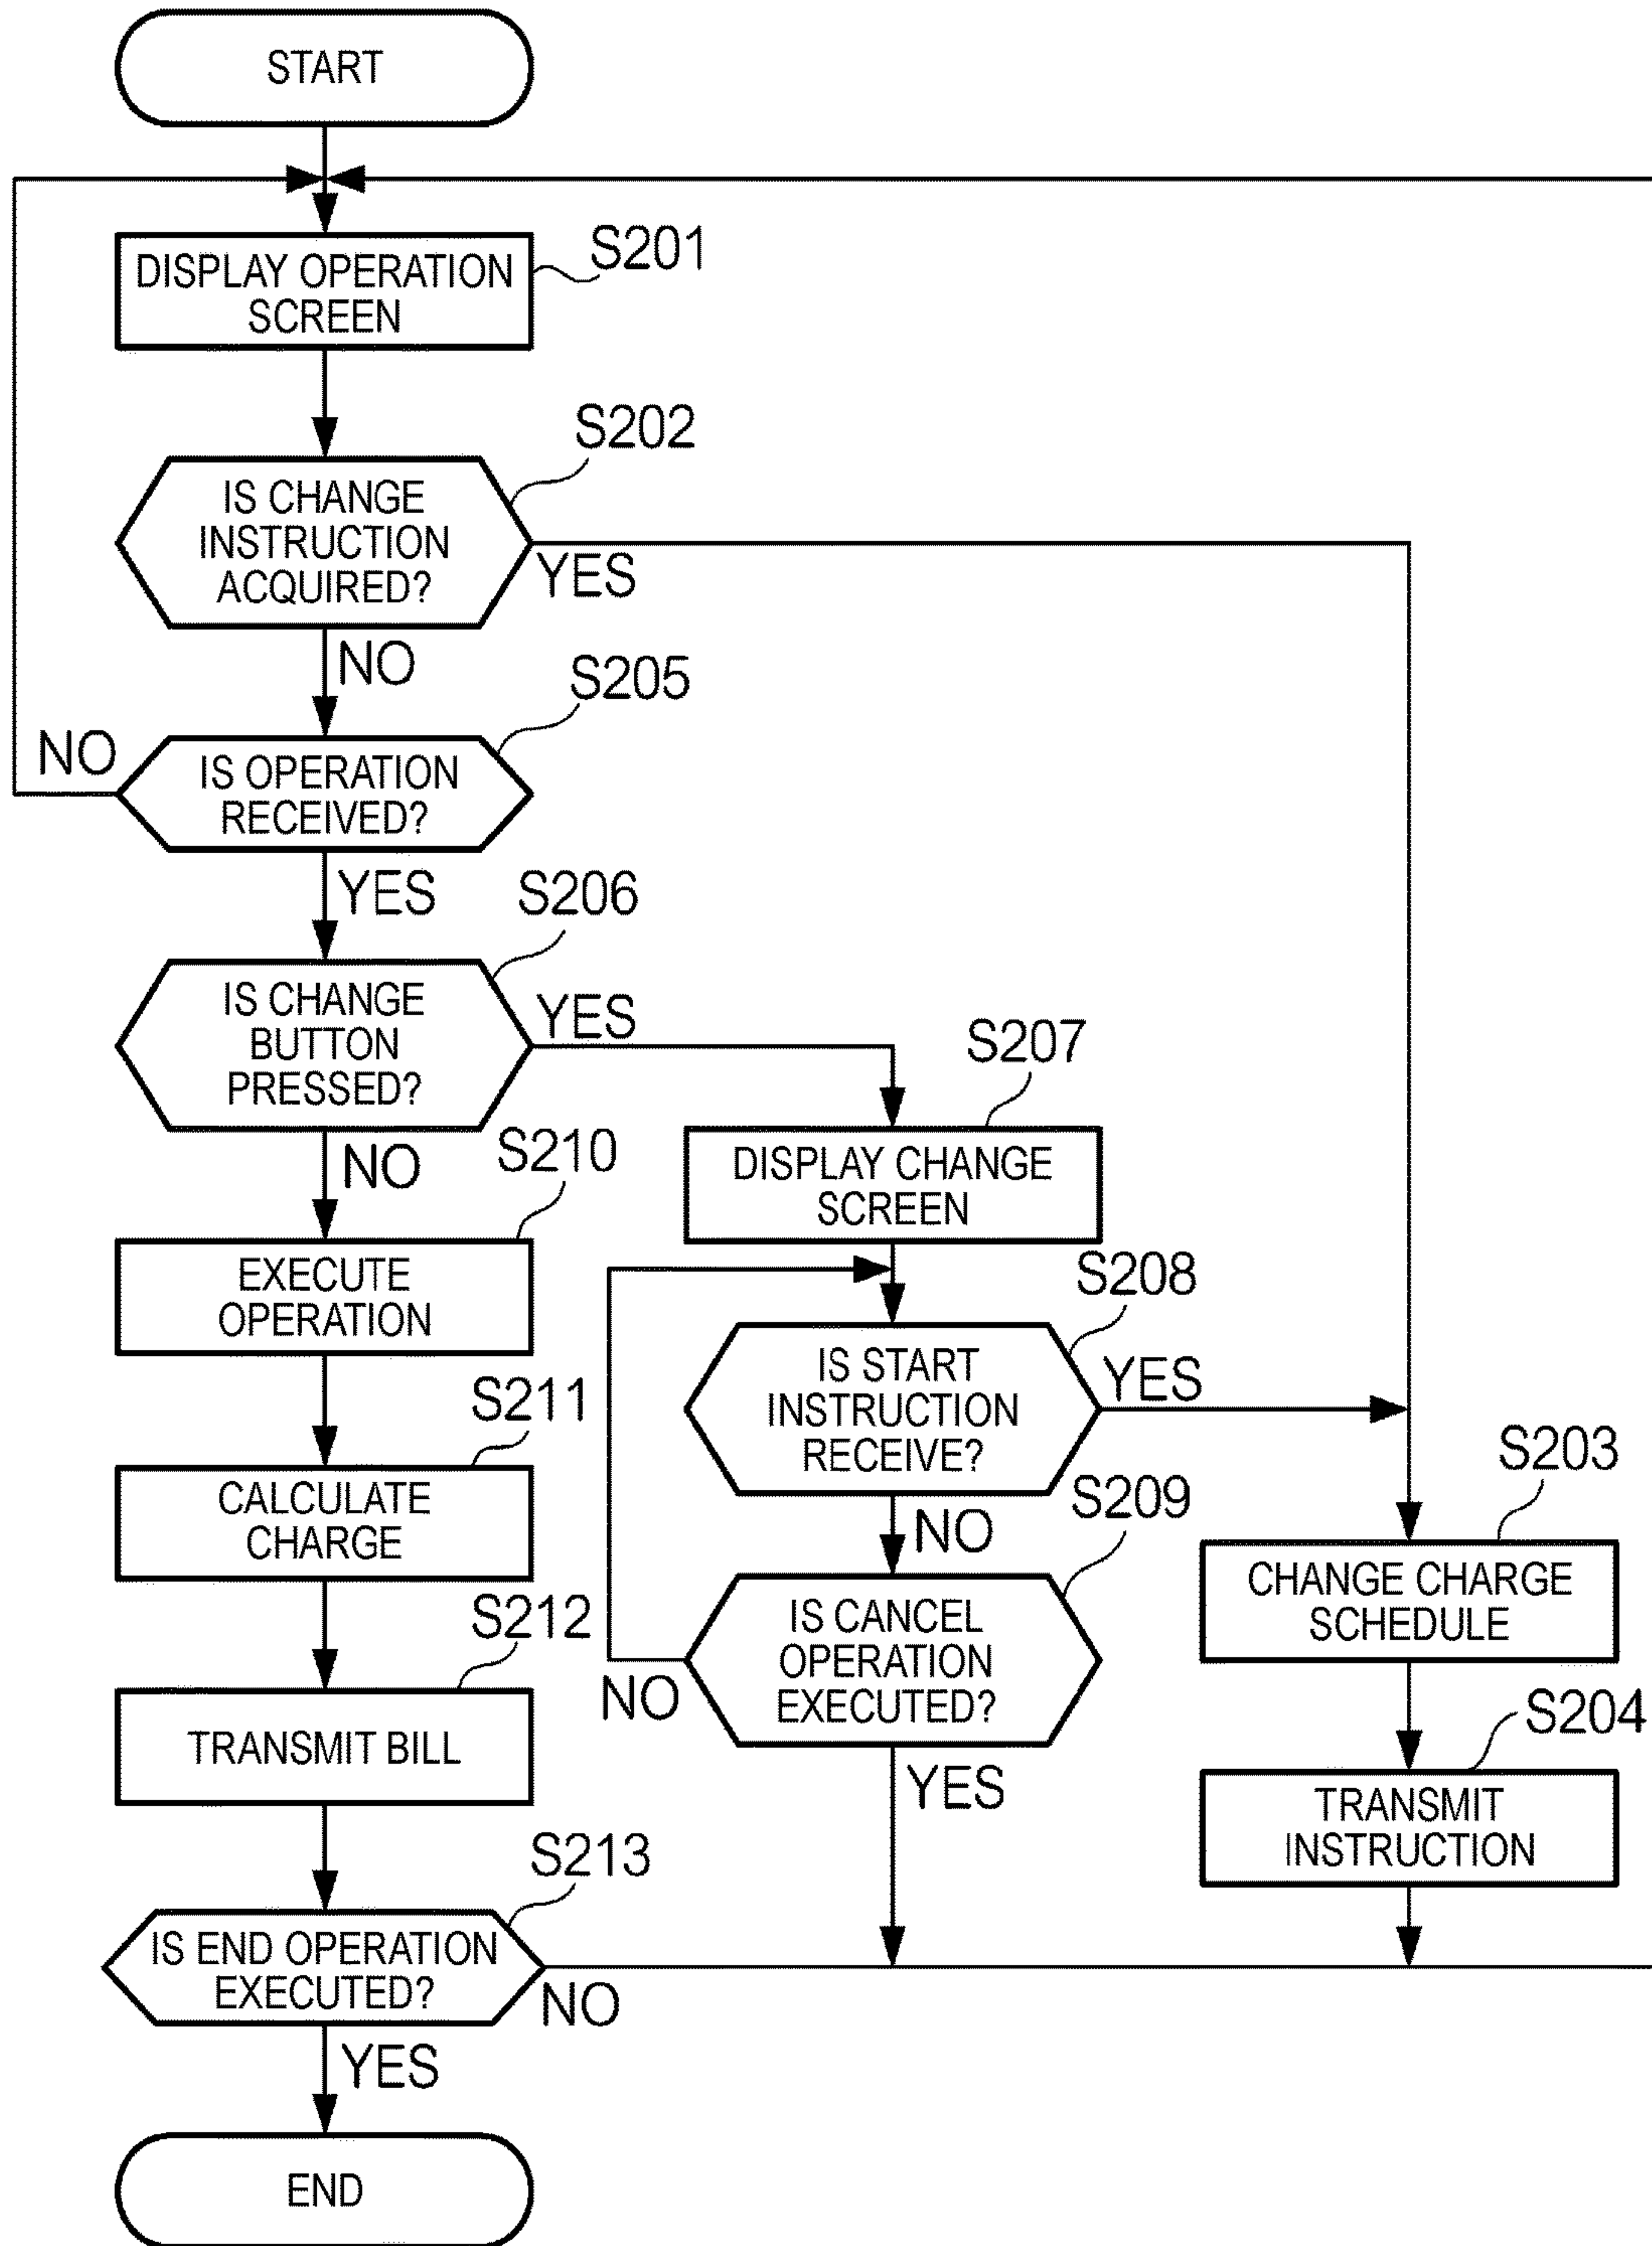 START
S201
DISPLAY OPERATION
SCREEN
S202
IS CHANGE
INSTRUCTION
ACQUIRED?
YES
NO
S205
NO
IS OPERATION
RECEIVED?
YES
S206
IS CHANGE
BUTTON
PRESSED?
YES
S207
NO
S210
DISPLAY CHANGE
SCREEN
EXECUTE
OPERATION
S208
IS START
INSTRUCTION
RECEIVE?
YES
S211
CALCULATE
CHARGE
S203
S209
NO
CHANGE CHARGE
SCHEDULE
S212
IS CANCEL
OPERATION
EXECUTED?
NO
S204
TRANSMIT BILL
YES
TRANSMIT
INSTRUCTION
S213
IS END OPERATION
EXECUTED?
NO
YES
END